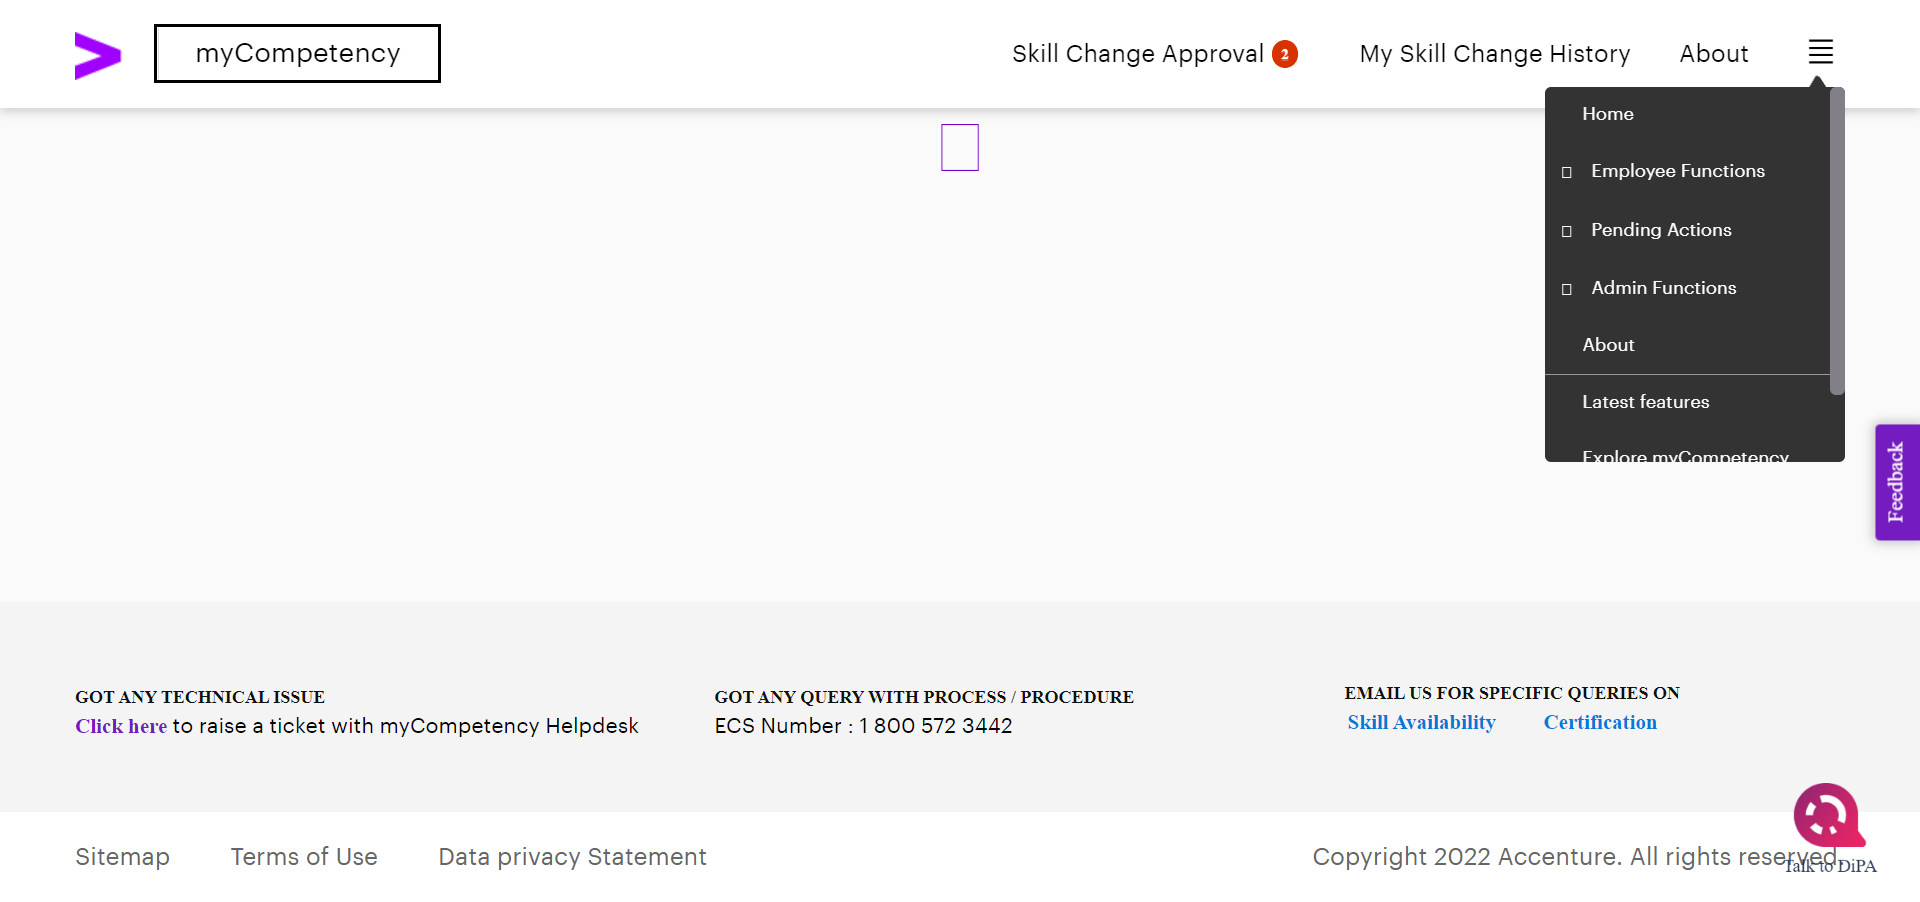 myCompetency
Skill Change Approval 2
My Skill Change History
About
Home
Employee Functions
Pending Actions
Admin Functions
About
Latest features
Explore myCompetency
Feedback
GOT ANY TECHNICAL ISSUE
Click here to raise a ticket with myCompetency Helpdesk
GOT ANY QUERY WITH PROCESS / PROCEDURE
ECS Number : 1 800 572 3442
EMAIL US FOR SPECIFIC QUERIES ON
Skill Availability Certification
Sitemap Terms of Use Data privacy Statement
Copyright 2022 Accenture. All rights reserved.
Talk to DiPA